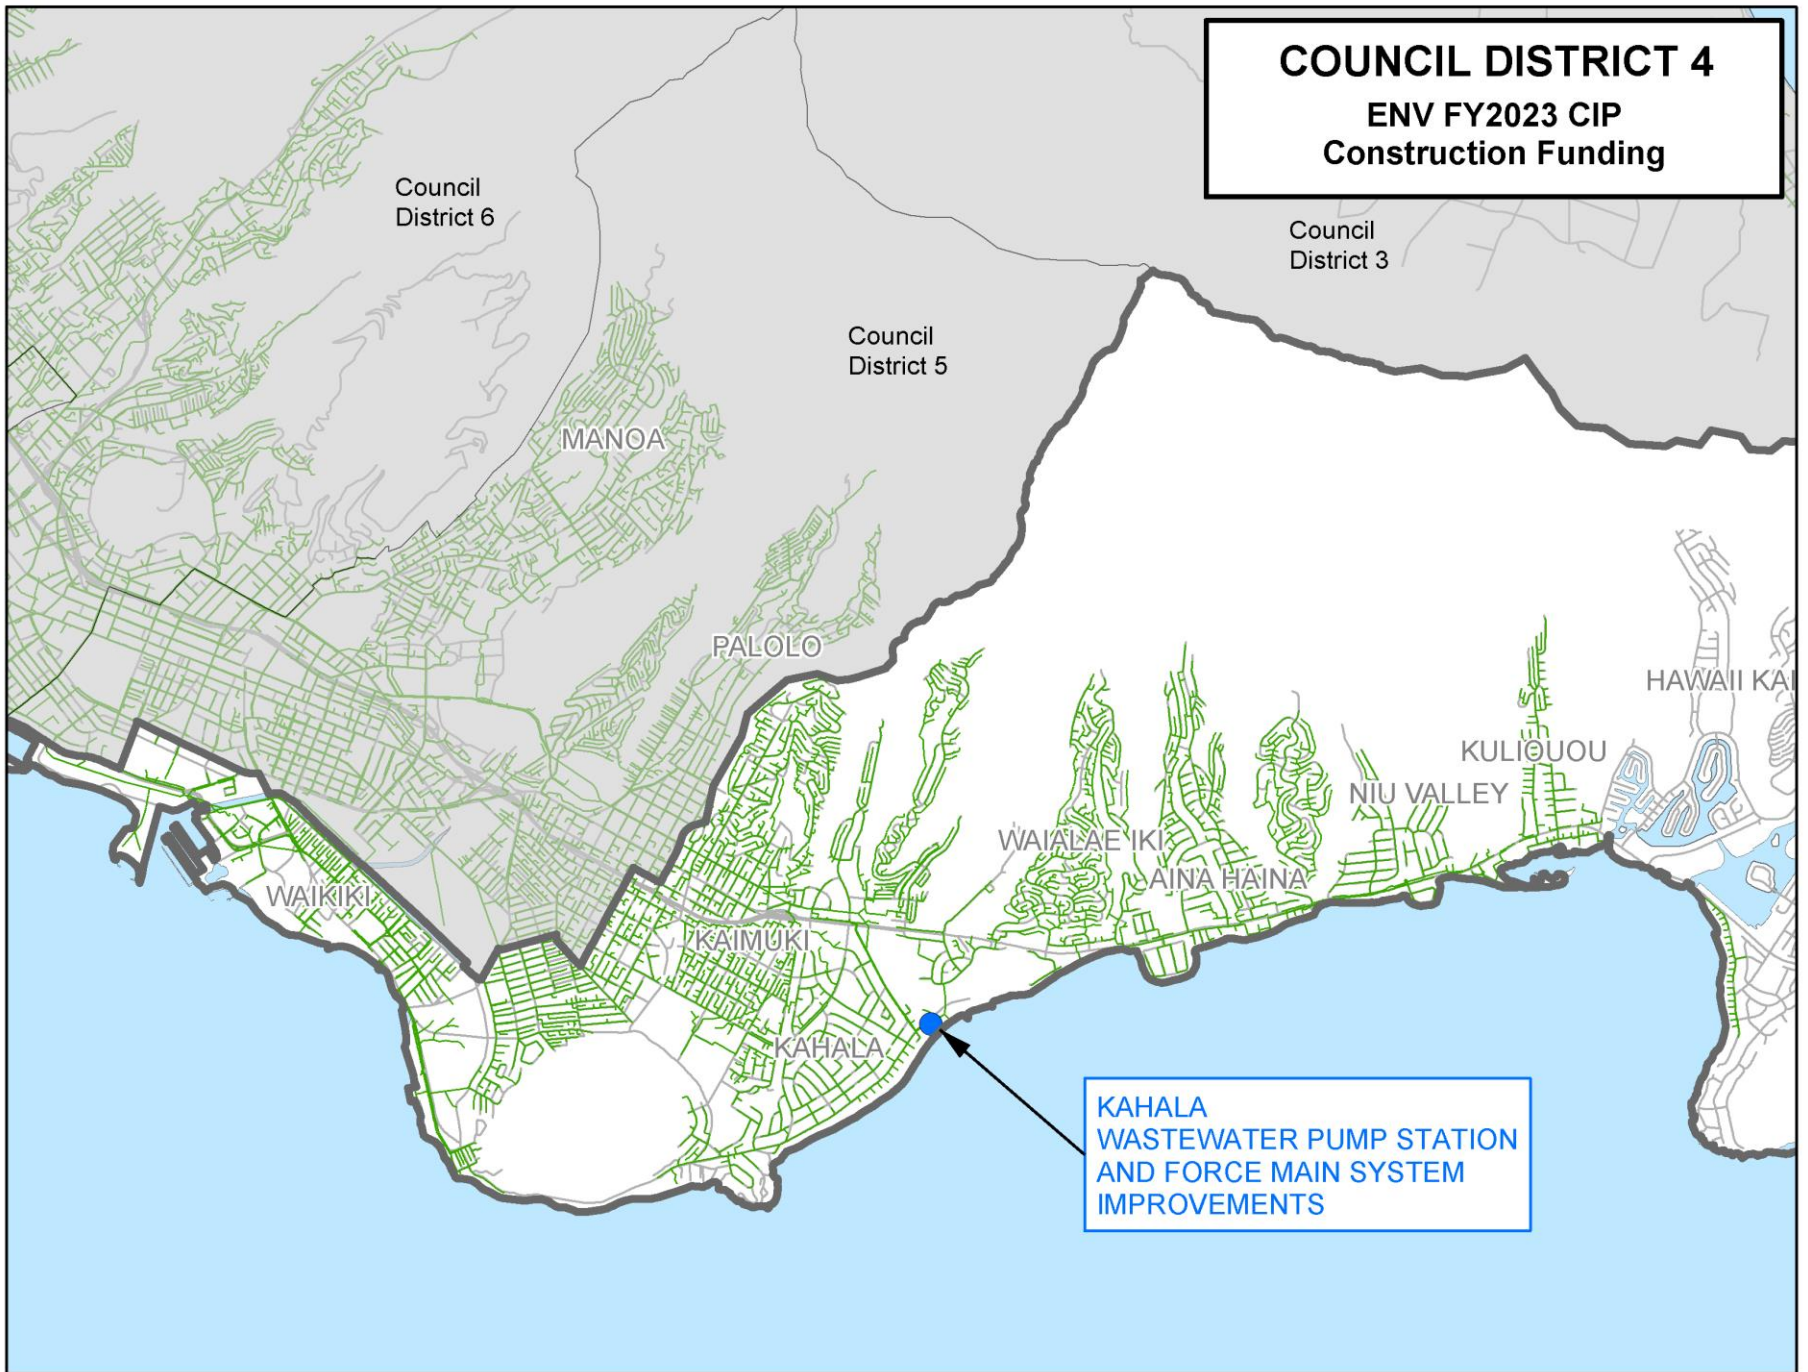 COUNCIL DISTRICT 4
ENV FY2023 CIP
Construction Funding
Council
District 6
Council
District 3
Council
District 5
MANOA
PALOLO
HAWAII KAI
KULIOUOU
NIU VALLEY
WAIALAE IKI
AINA HAINA
WAIKIKI
KAIMUKI
KAHALA
KAHALA
WASTEWATER PUMP STATION
AND FORCE MAIN SYSTEM
IMPROVEMENTS